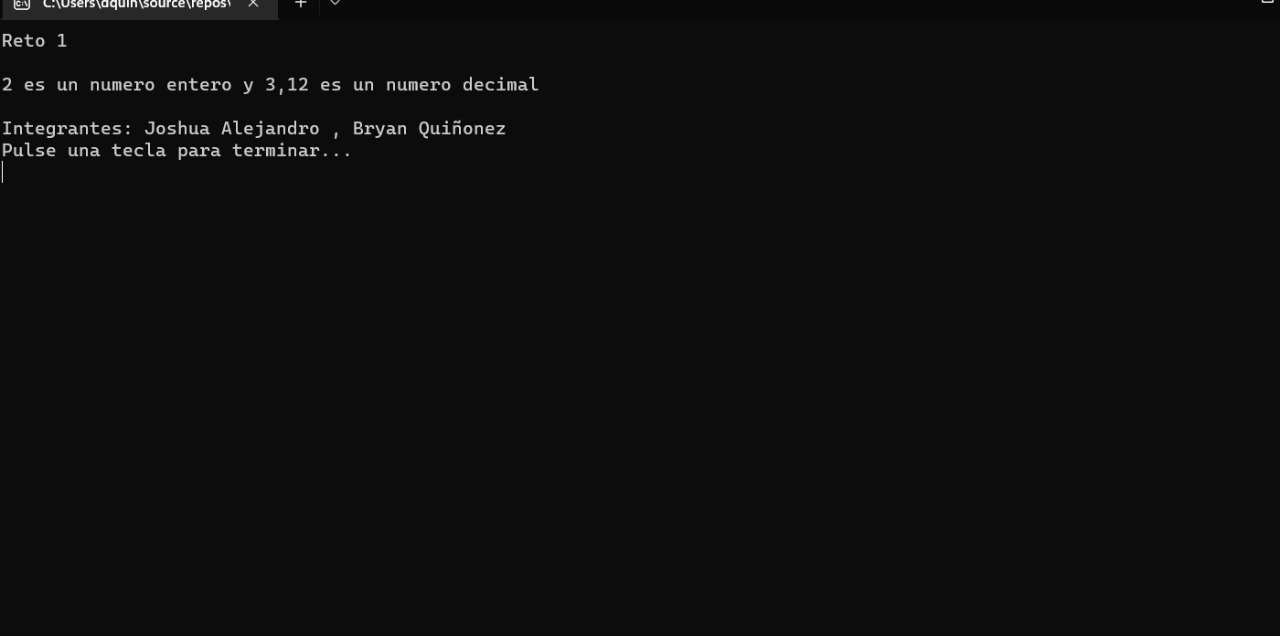 C:\Users\dquin\source\repos\
Reto 1
2 es un numero entero y 3,12 es un numero decimal
Integrantes: Joshua Alejandro , Bryan Quiñonez
Pulse una tecla para terminar...